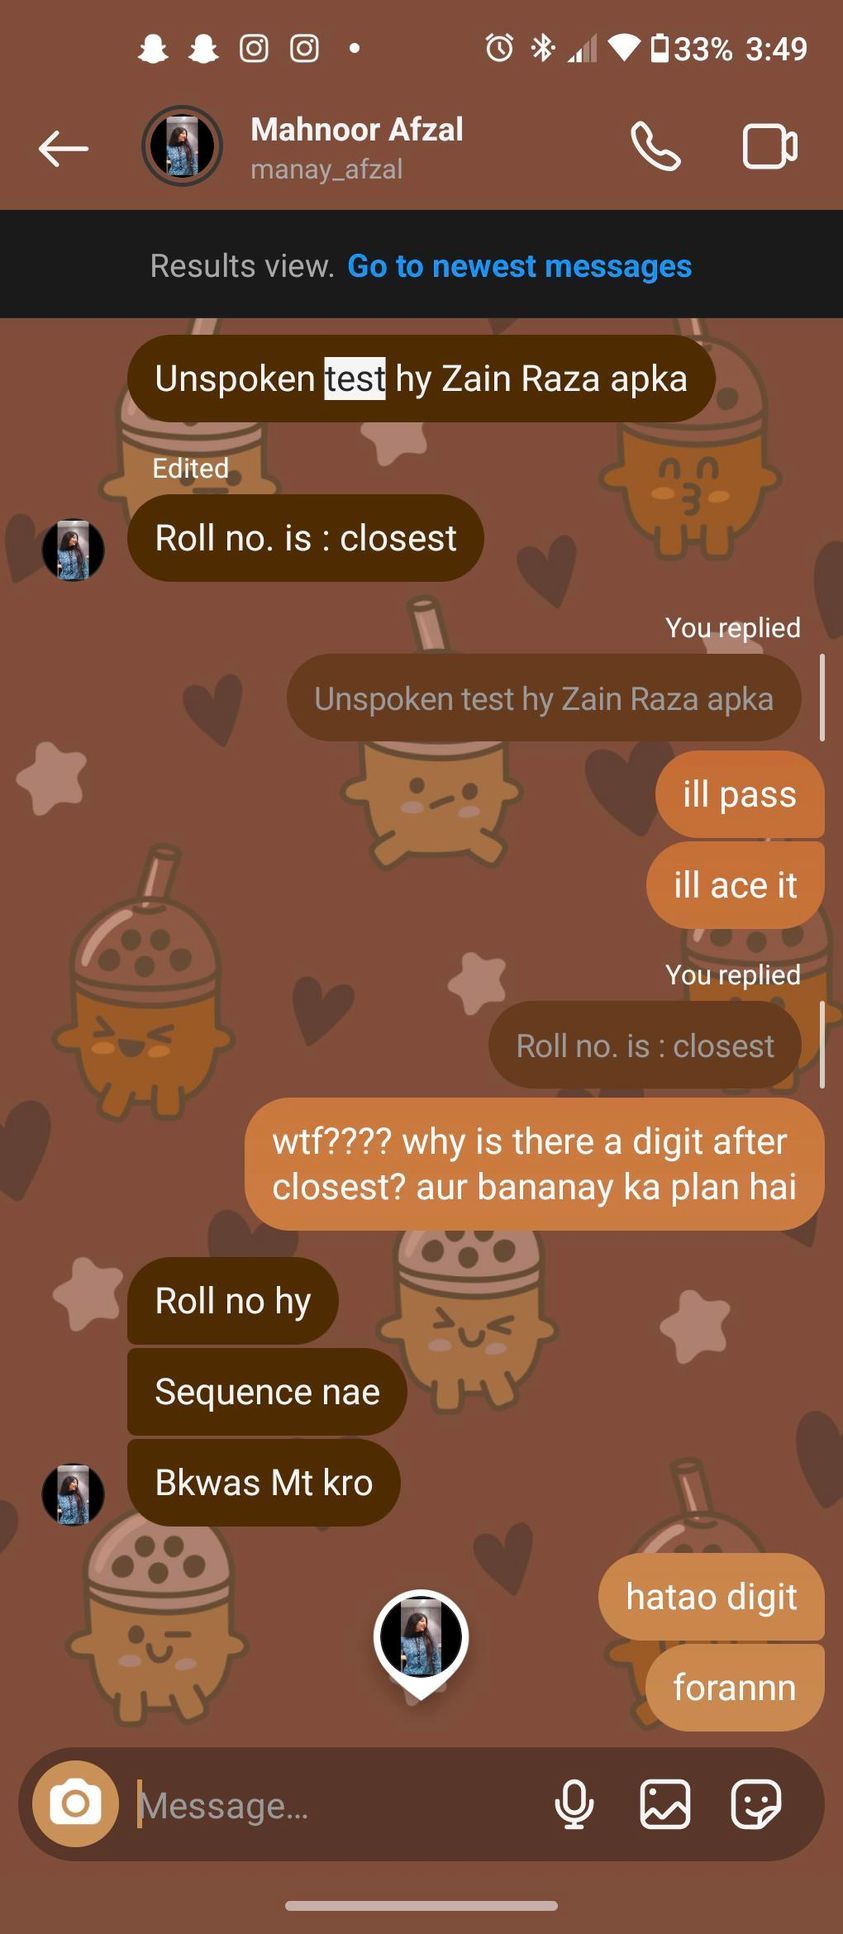 33% 3:49
Mahnoor Afzal
manay_afzal
Results view. Go to newest messages
Unspoken test hy Zain Raza apka
Edited
Roll no. is : closest
You replied
Unspoken test hy Zain Raza apka
ill pass
ill ace it
You replied
Roll no. is : closest
wtf???? why is there a digit after
closest? aur bananay ka plan hai
Roll no hy
Sequence nae
Bkwas Mt kro
hatao digit
forannn
Message...